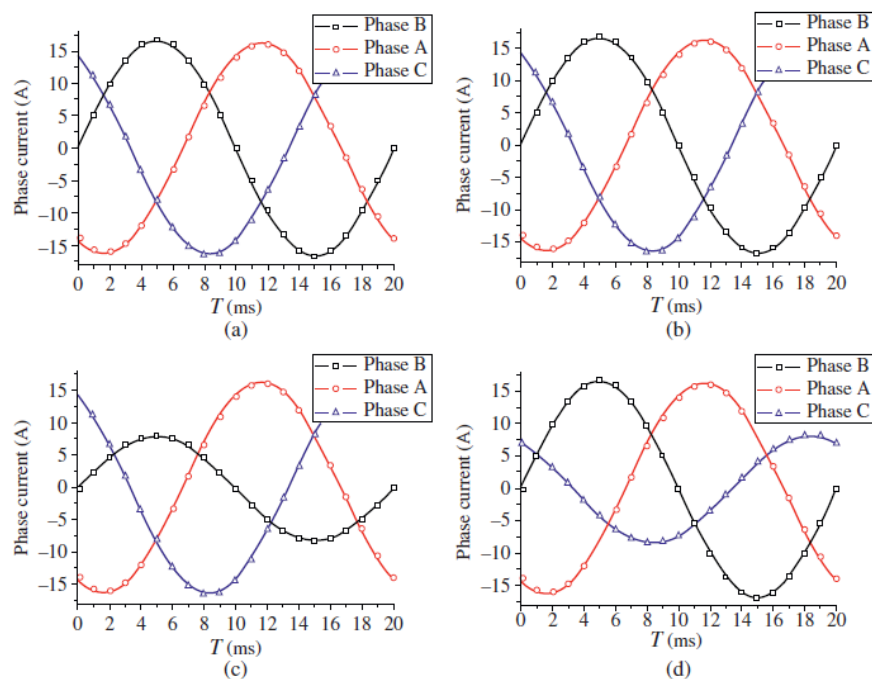 Phase B
Phase A
Phase C
Phase current (A)
15
10
5
0
−5
−10
−15
0 2 4 6 8 10 12 14 16 18 20
T (ms)
(a)
Phase B
Phase A
Phase C
Phase current (A)
15
10
5
0
−5
−10
−15
0 2 4 6 8 10 12 14 16 18 20
T (ms)
(b)
Phase B
Phase A
Phase C
Phase current (A)
15
10
5
0
−5
−10
−15
0 2 4 6 8 10 12 14 16 18 20
T (ms)
(c)
Phase B
Phase A
Phase C
Phase current (A)
15
10
5
0
−5
−10
−15
0 2 4 6 8 10 12 14 16 18 20
T (ms)
(d)